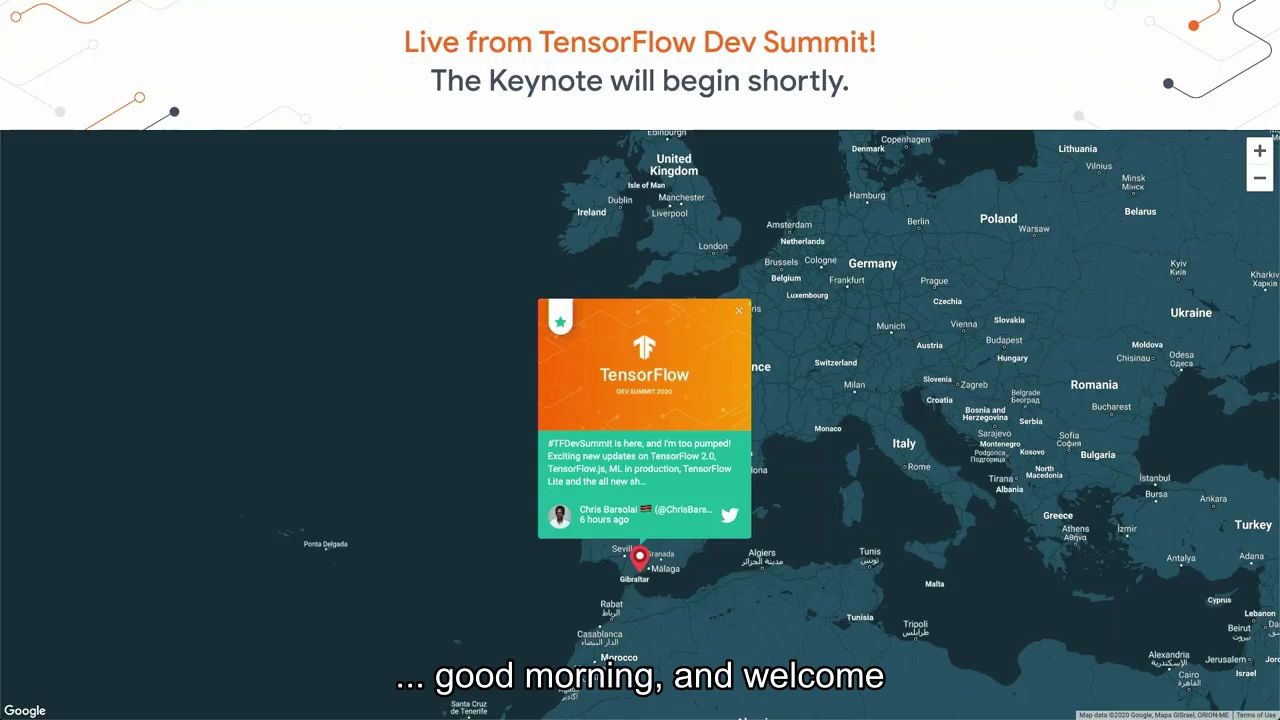 Live from TensorFlow Dev Summit!
The Keynote will begin shortly.
Edinburgh
Copenhagen
Denmark
Lithuania
Vilnius
United
Kingdom
Isle of Man
Minsk
Мінск
Dublin
Manchester
Hamburg
Ireland
Liverpool
Belarus
Amsterdam
Berlin
Poland
Warsaw
London
Netherlands
Brussels
Cologne
Germany
Kyiv
Київ
Belgium
Frankfurt
Prague
Kharkiv
Харків
Luxembourg
Czechia
Ukraine
Munich
Vienna
Slovakia
Austria
Budapest
Moldova
Hungary
Chisinau
Odesa
Одеса
Switzerland
Slovenia
Zagreb
Romania
Milan
Croatia
Belgrade
Београд
Bucharest
Bosnia and
Herzegovina
Serbia
Monaco
Sarajevo
Sofia
София
Italy
Montenegro
Podgorica
Подгорица
Kosovo
Bulgaria
Rome
North
Macedonia
Tirana
Albania
İstanbul
Bursa
Ankara
Greece
Athens
Αθήνα
İzmir
Turkey
Antalya
Adana
TensorFlow
DEV SUMMIT 2020
#TFDevSummit is here, and I'm too pumped!
Exciting new updates on TensorFlow 2.0,
TensorFlow.js, ML in production, TensorFlow
Lite and the all new sh...
Chris Barsolai (@ChrisBars...
6 hours ago
Ponta Delgada
Granada
Málaga
Gibraltar
Algiers
مدينة الجزائر
Tunis
تونس
Malta
Cyprus
Rabat
الرباط
Tunisia
Tripoli
طرابلس
Lebanon
Beirut
بيروت
Casablanca
الدار البيضاء
Morocco
Alexandria
الإسكندرية
Jerusalem
Cairo
القاهرة
Israel
Santa Cruz
de Tenerife
... good morning, and welcome
Google
Map data ©2020 Google, Mapa GISrael, ORION-ME
Terms of Use